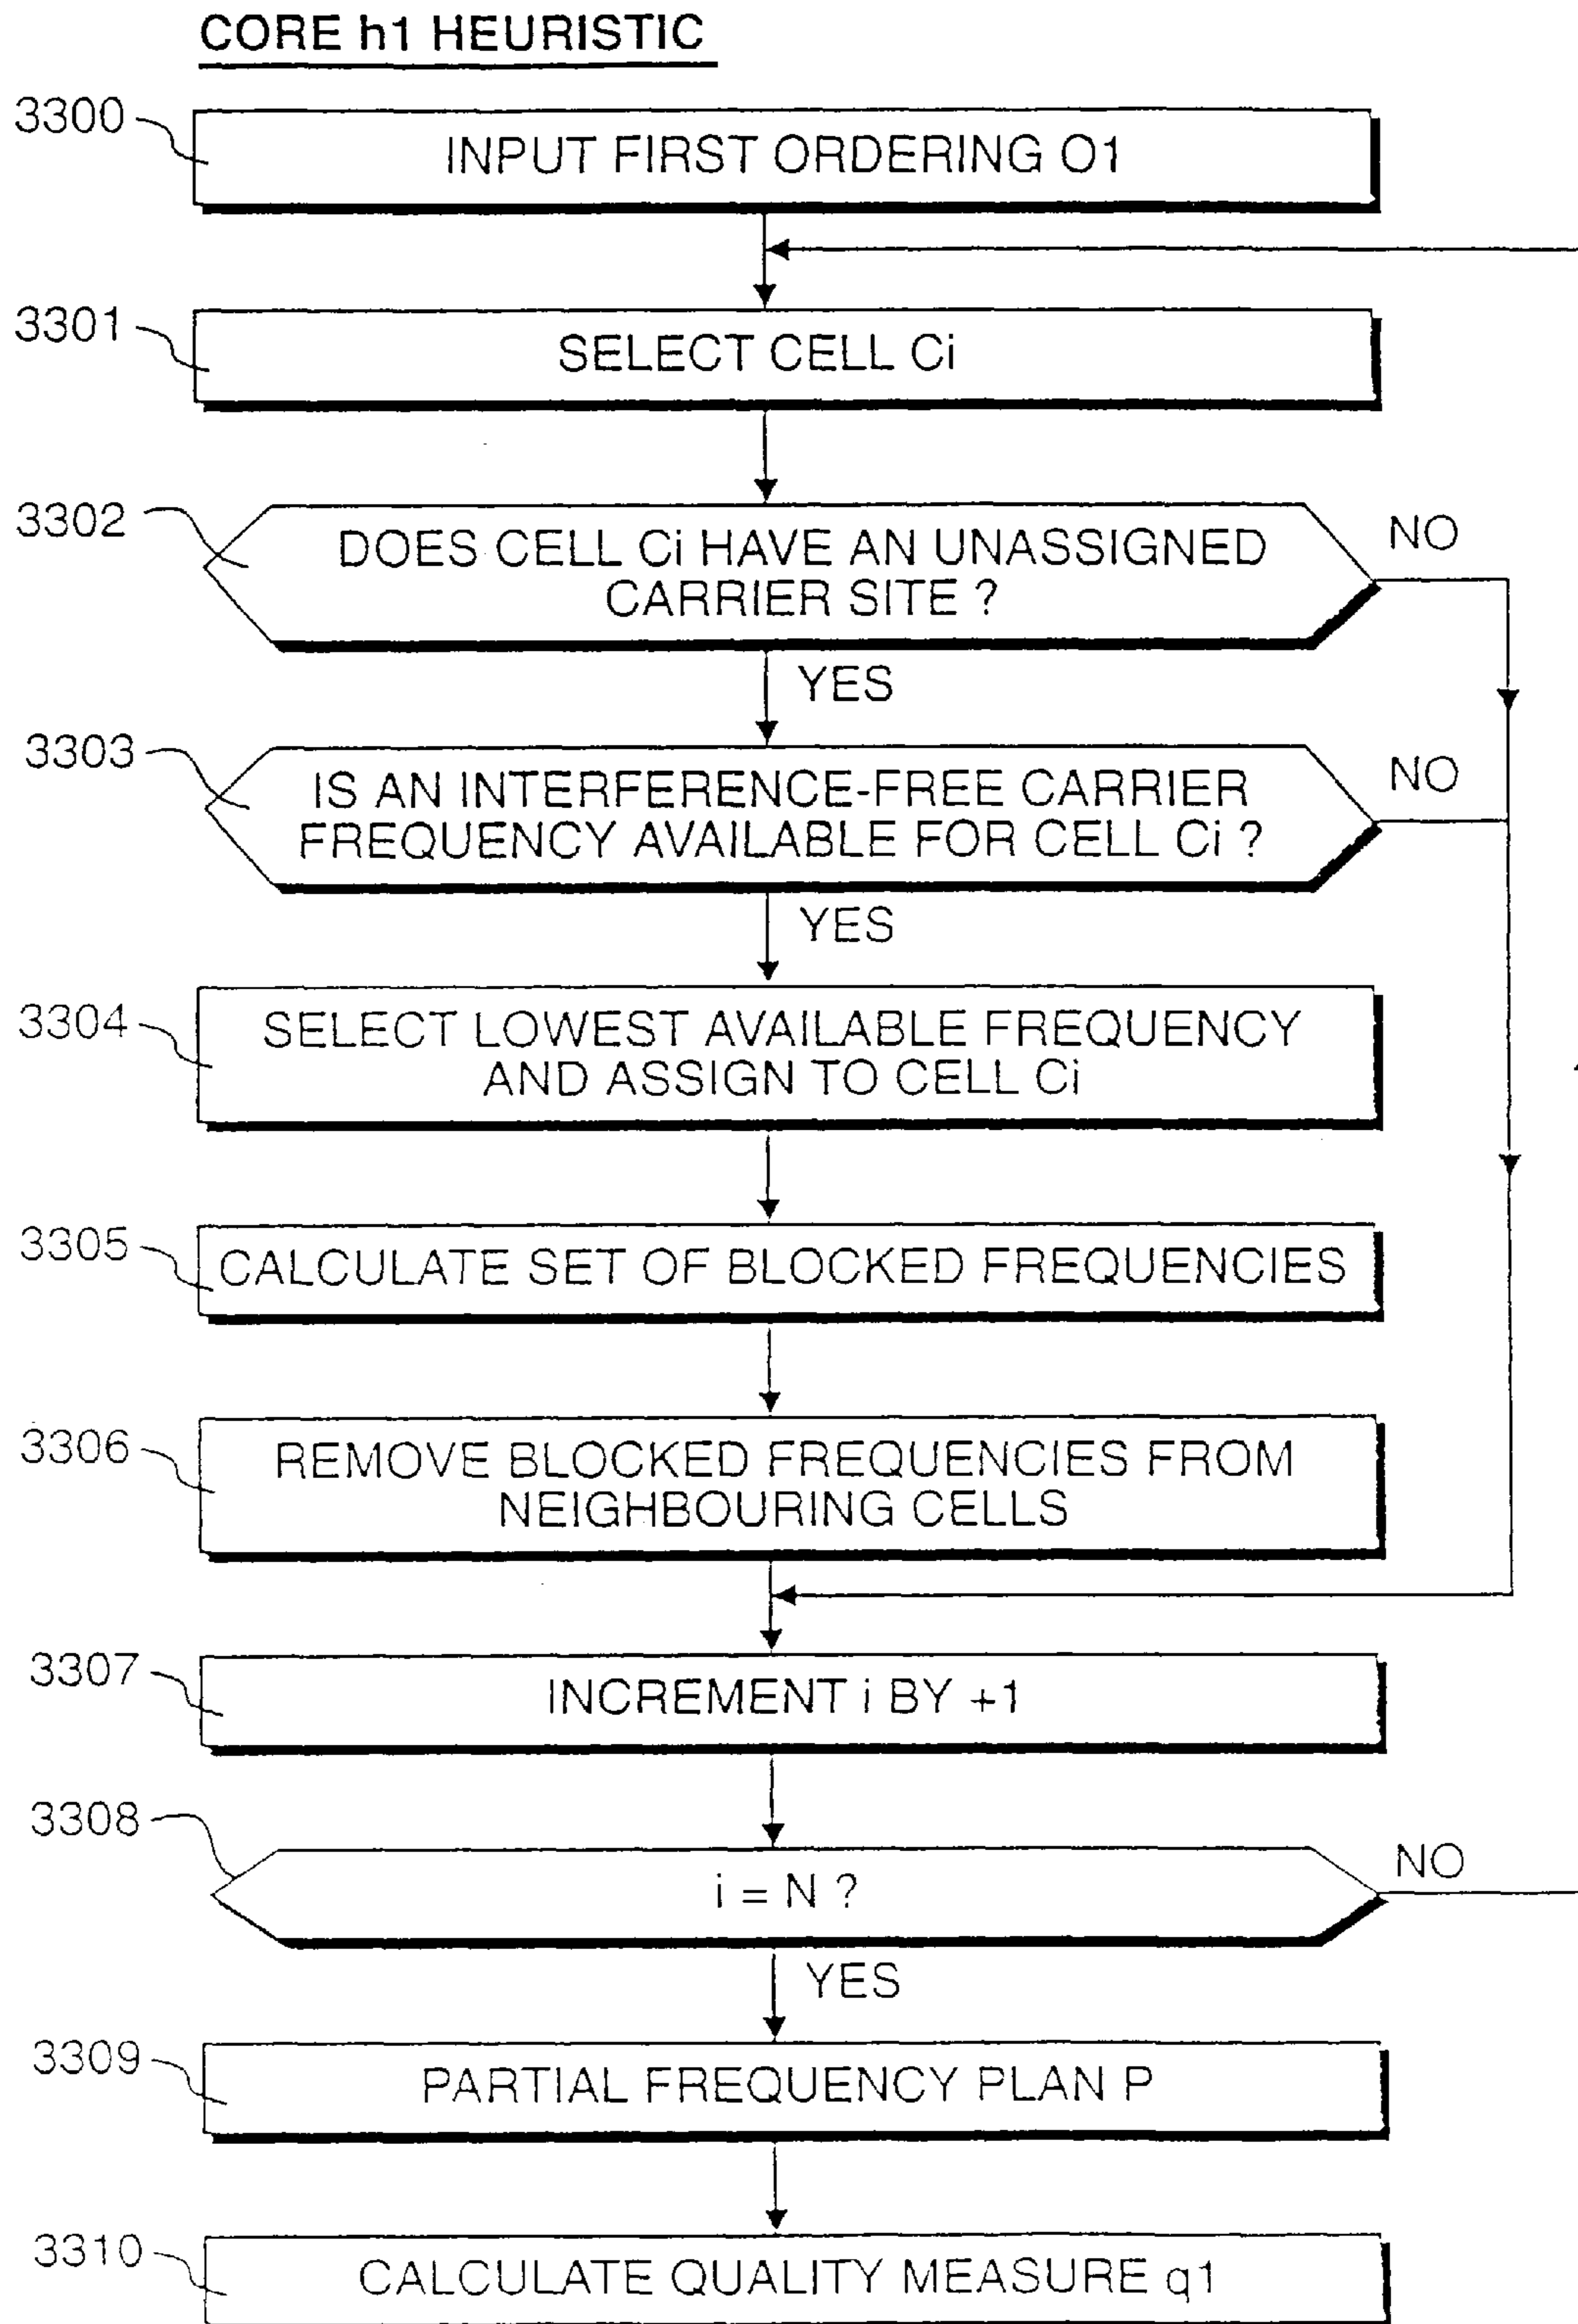 CORE h1 HEURISTIC
3300
INPUT FIRST ORDERING O1
3301
SELECT CELL Ci
3302
DOES CELL Ci HAVE AN UNASSIGNED
CARRIER SITE ?
NO
YES
3303
IS AN INTERFERENCE-FREE CARRIER
FREQUENCY AVAILABLE FOR CELL Ci ?
NO
YES
3304
SELECT LOWEST AVAILABLE FREQUENCY
AND ASSIGN TO CELL Ci
3305
CALCULATE SET OF BLOCKED FREQUENCIES
3306
REMOVE BLOCKED FREQUENCIES FROM
NEIGHBOURING CELLS
3307
INCREMENT i BY +1
3308
i = N ?
NO
YES
3309
PARTIAL FREQUENCY PLAN P
3310
CALCULATE QUALITY MEASURE q1